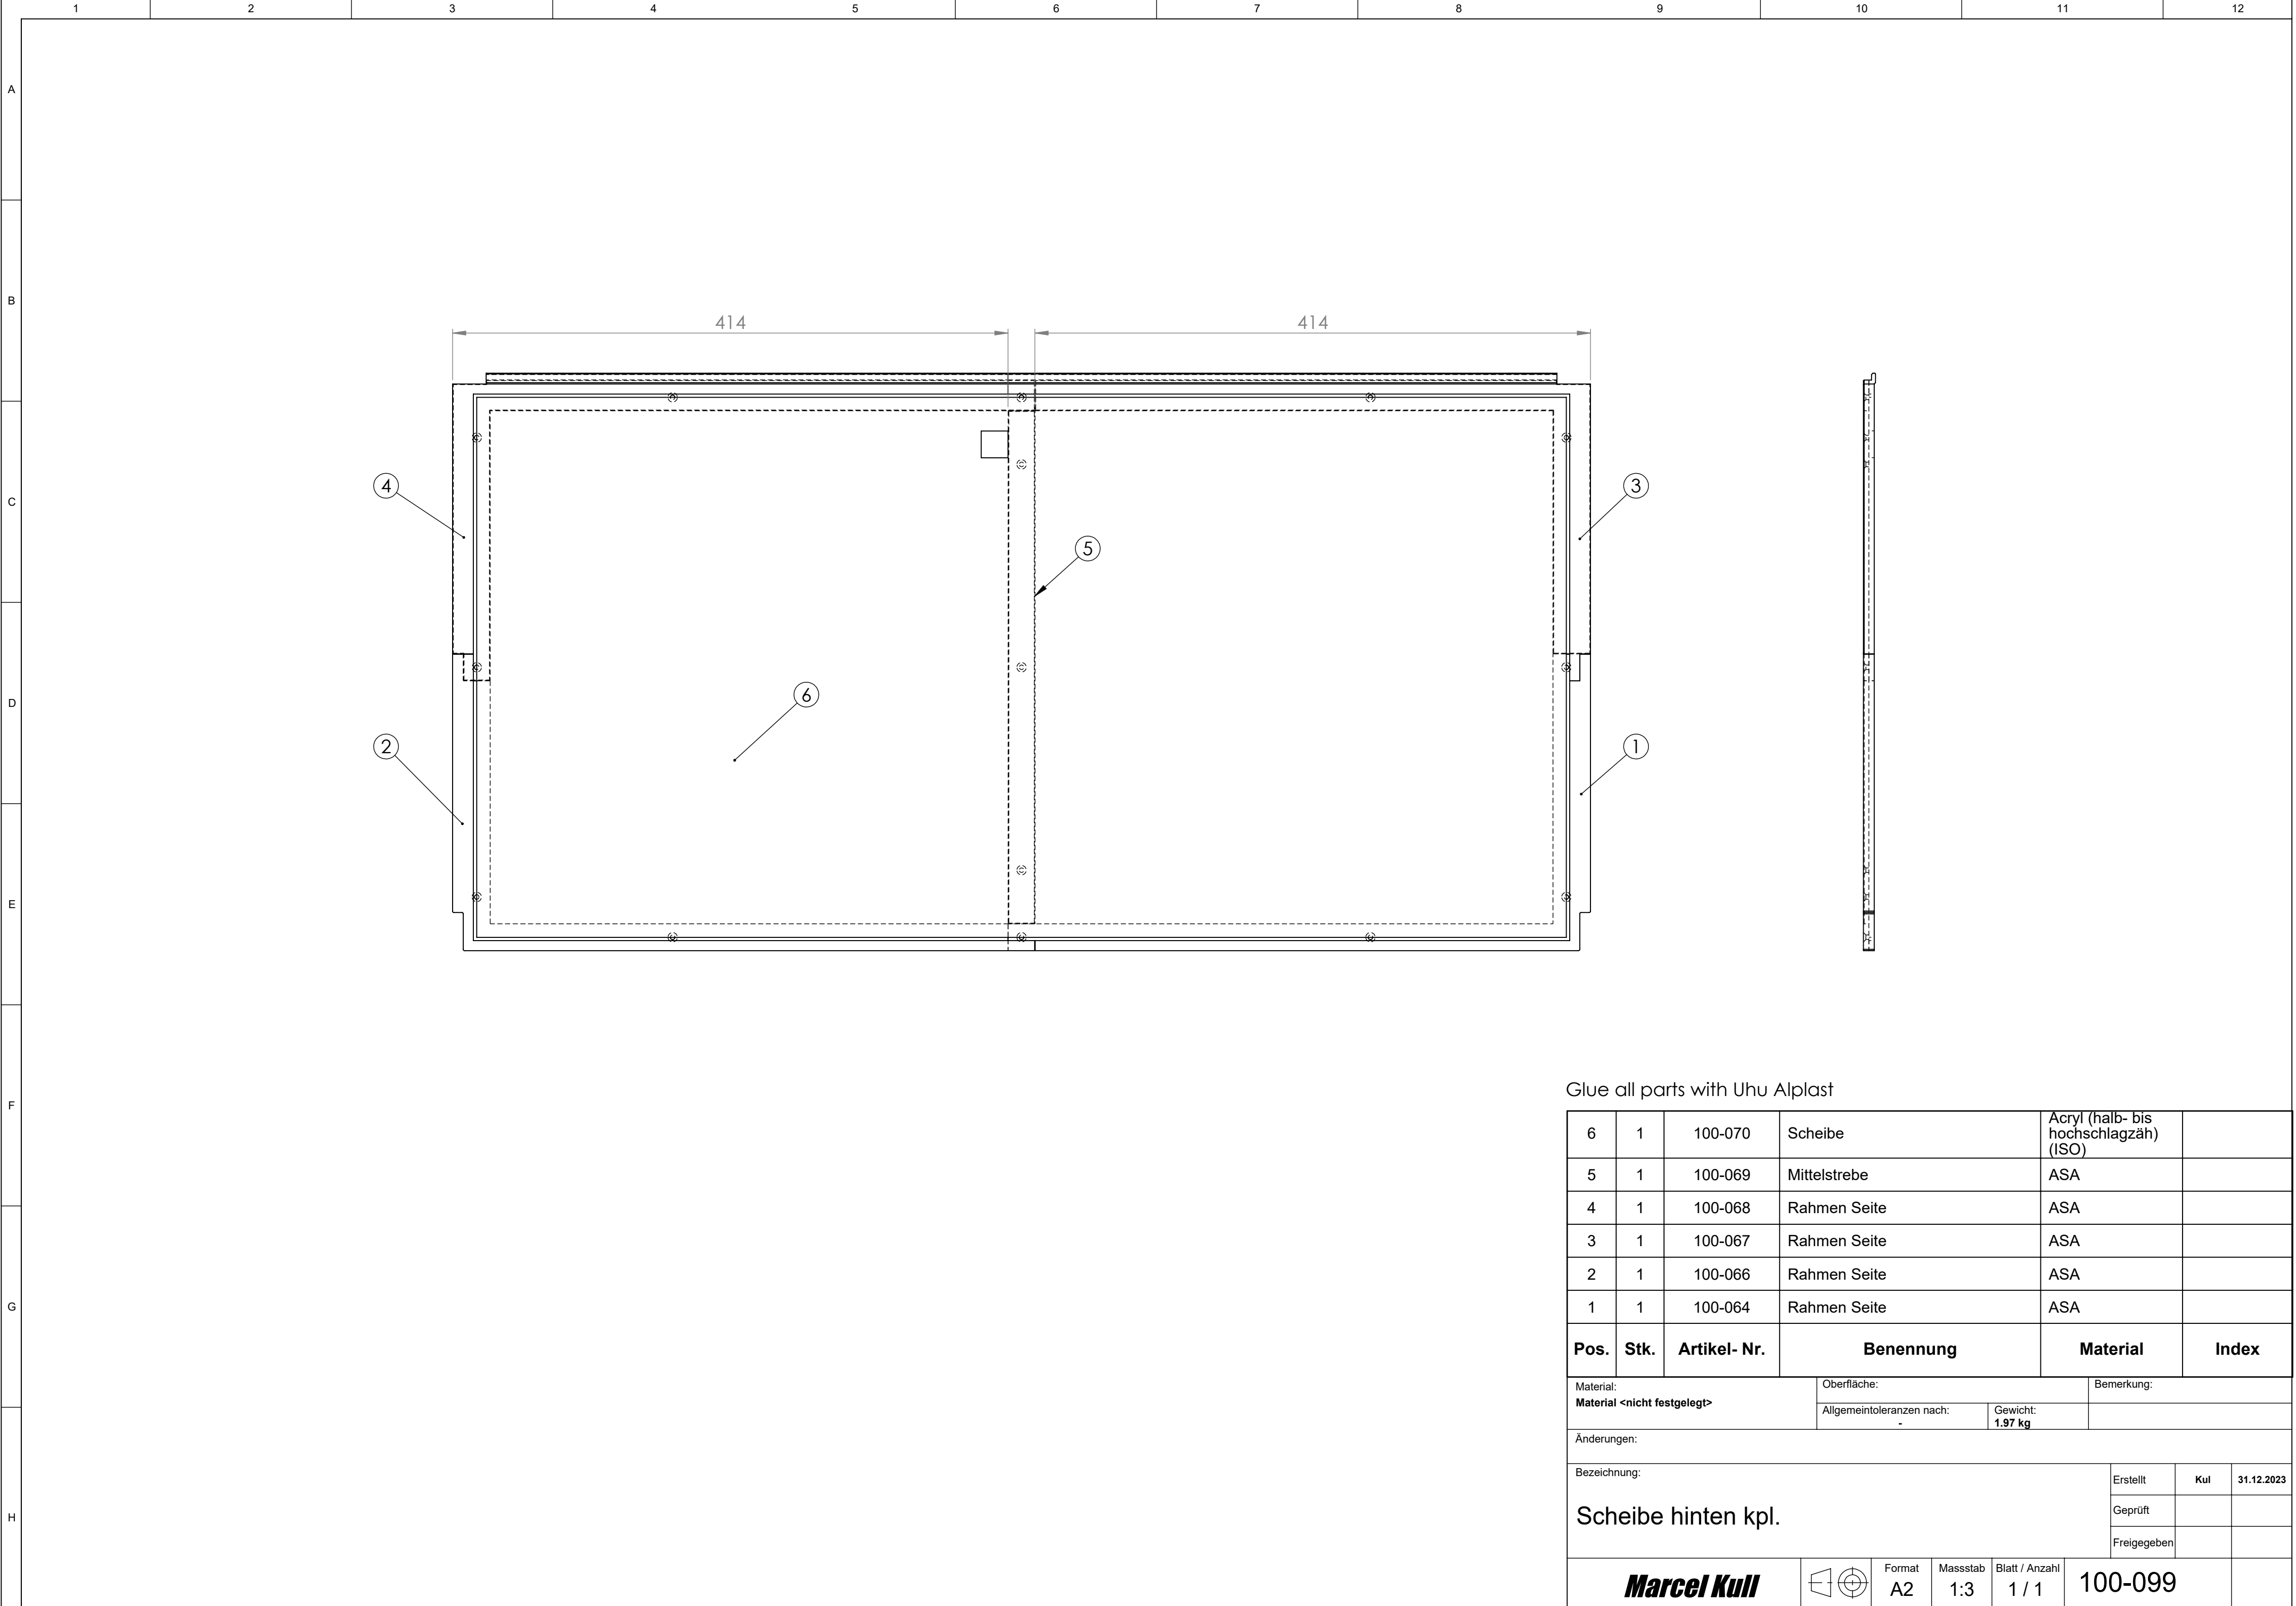 1 2 3 4 5 6 7 8 9 10 11 12
A
B
C
D
E
F
G
H
414 414
4
3
5
6
2
1
Glue all parts with Uhu Alplast
6 1 100-070 Scheibe Acryl (halb- bis
hochschlagzäh)
(ISO)
5 1 100-069 Mittelstrebe ASA
4 1 100-068 Rahmen Seite ASA
3 1 100-067 Rahmen Seite ASA
2 1 100-066 Rahmen Seite ASA
1 1 100-064 Rahmen Seite ASA
Pos. Stk. Artikel- Nr. Benennung Material Index
Material: Oberfläche: Bemerkung:
Material <nicht festgelegt>
Allgemeintoleranzen nach: Gewicht:
- 1.97 kg
Änderungen:
Bezeichnung:
Scheibe hinten kpl.
Erstellt Kul 31.12.2023
Geprüft
Freigegeben
Marcel Kull
Format Massstab Blatt / Anzahl
A2 1:3 1 / 1 100-099